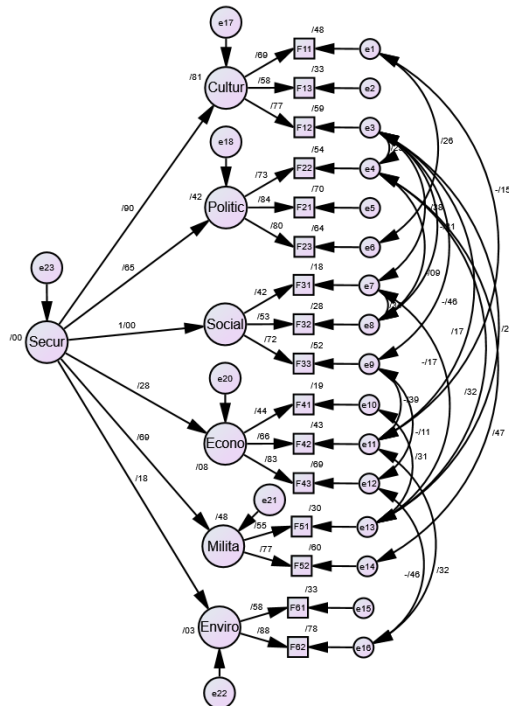 e17
/48
/69
F11
e1
/81
Cultur
/58
/33
F13
e2
/77
/59
F12
e3
e18
/54
/26
/73
F22
e4
/42
Politic
/84
/70
F21
e5
-/15
/90
/80
/64
F23
e6
/38
/65
e23
/18
/42
F31
e7
/09
/00
Secur
1/00
Social
/53
/28
F32
e8
-/46
/72
/52
F33
e9
/17
-/17
/28
e20
/19
/44
F41
e10
-/39
/32
/69
Econo
/66
/43
F42
e11
-/11
/47
/08
/83
/69
F43
e12
/31
/18
e21
/48
/30
/55
F51
e13
Milita
/77
/60
F52
e14
-/46
/32
/33
/58
F61
e15
/03
Enviro
/88
/78
F62
e16
e22